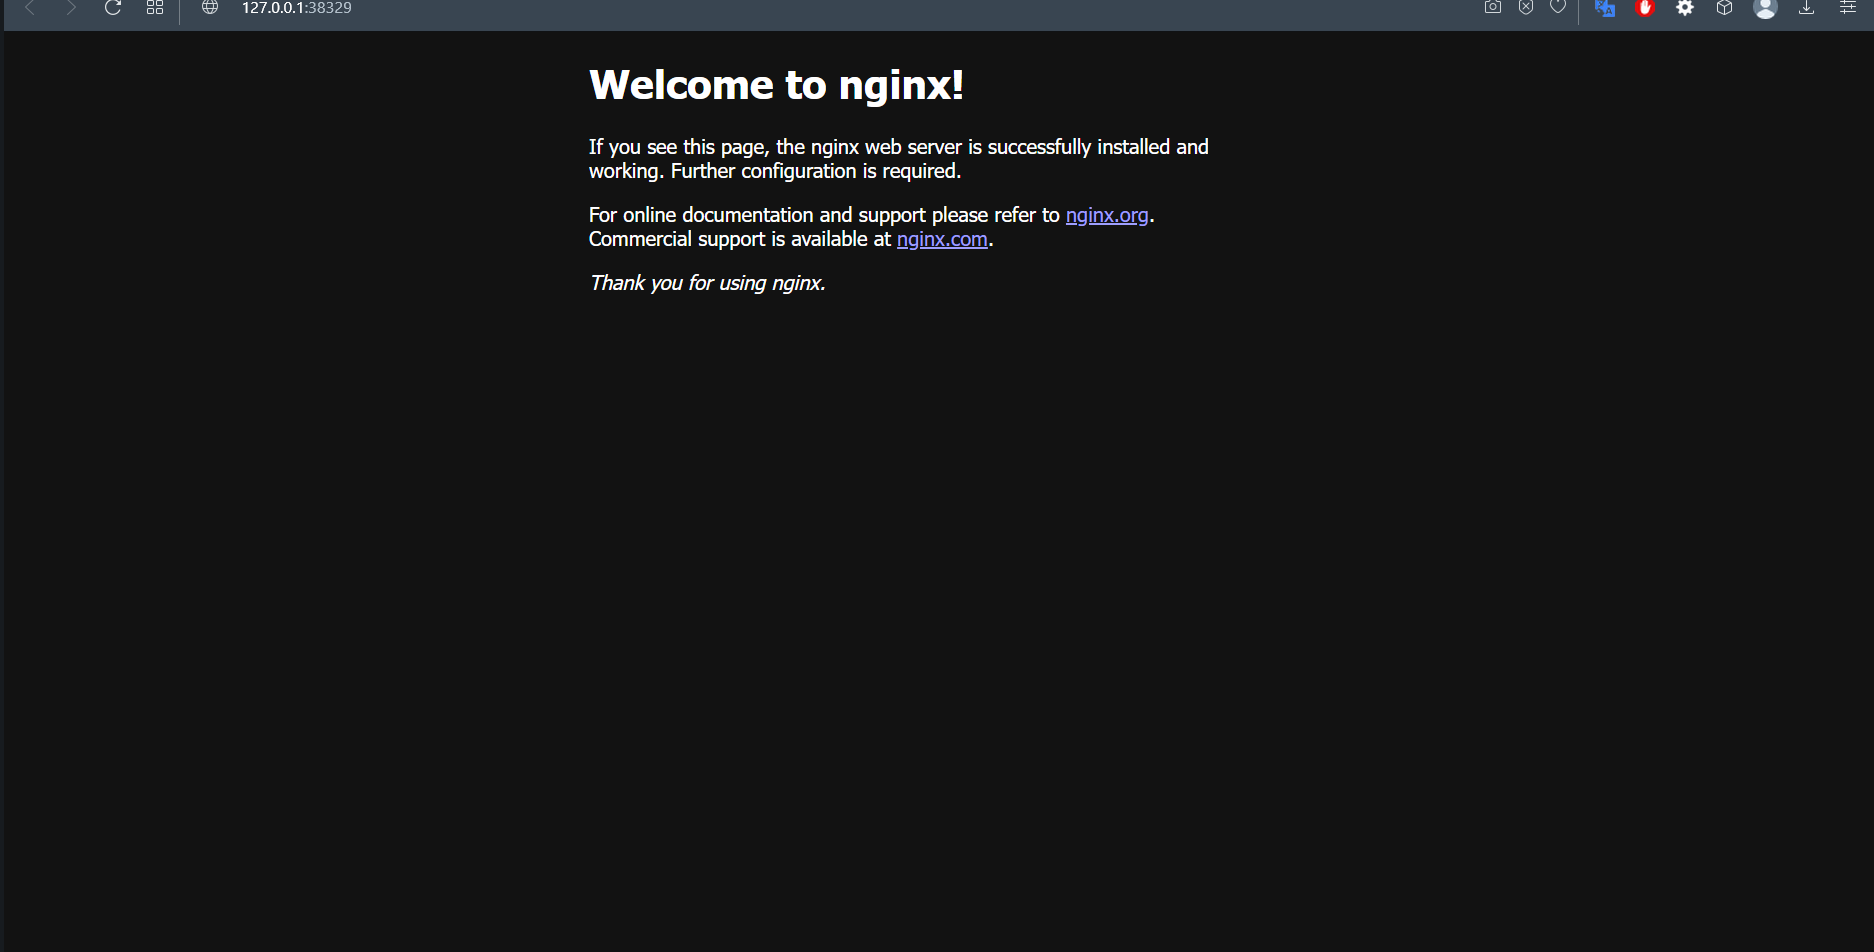 127.0.0.1:38329
Welcome to nginx!
If you see this page, the nginx web server is successfully installed and
working. Further configuration is required.
For online documentation and support please refer to nginx.org.
Commercial support is available at nginx.com.
Thank you for using nginx.